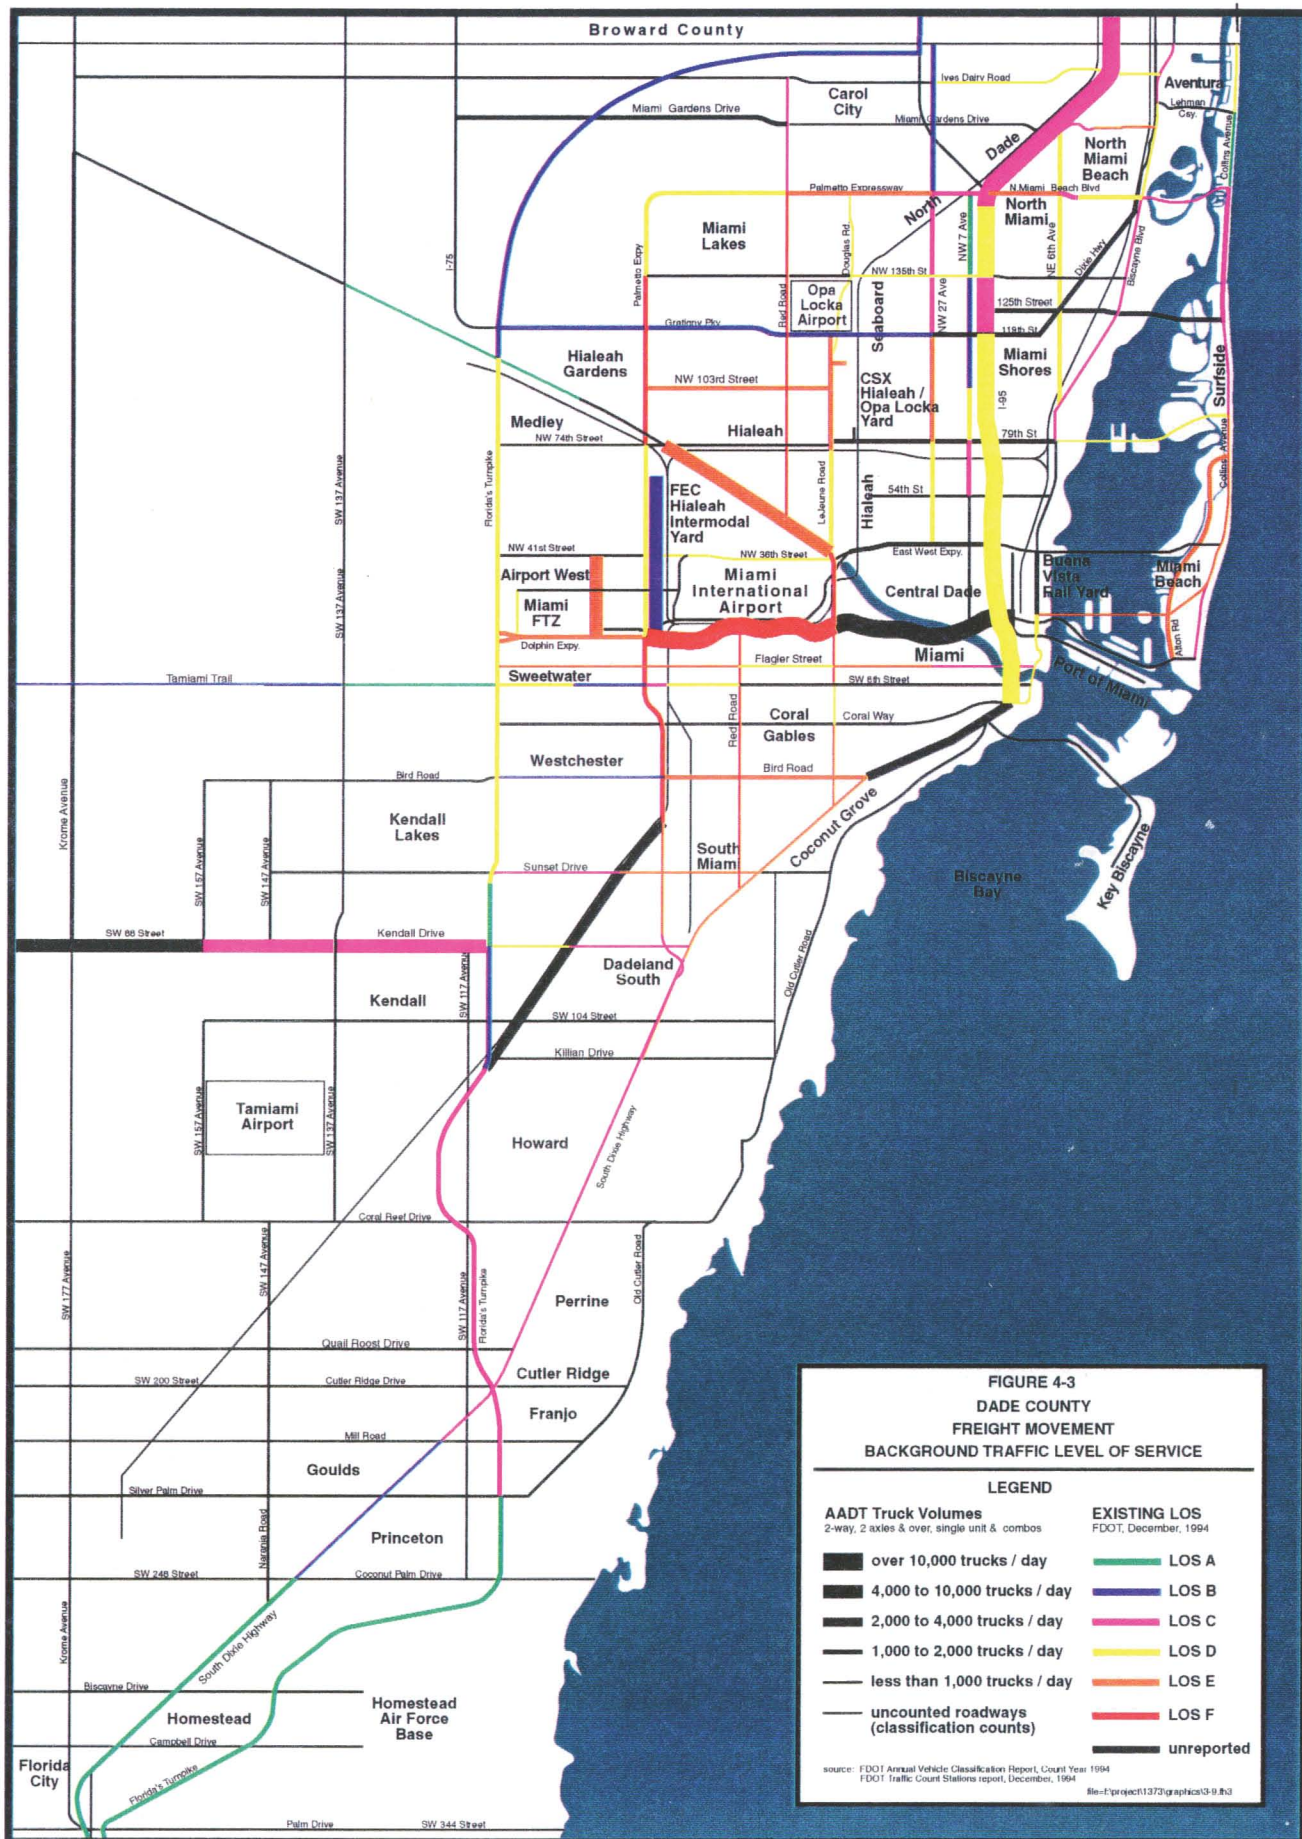 Broward County
Ives Dairy Road
Carol
City
Aventura
Lehman
Csy.
Miami Gardens Drive
Miami Gardens Drive
Dade
North
Miami
Beach
Collins Avenue
Palmetto Expressway
N.Miami Beach Blvd
North
North
Miami
Miami
Lakes
Douglas Rd.
NW 7 Ave
NE 6th Ave
Dixie Hwy
Biscayne Blvd
I-75
Palmetto Expy
NW 135th St
Opa
Locka
Airport
Red Road
Seaboard
NW 27 Ave
125th Street
Gratigny Pky
119th St
Hialeah
Gardens
Miami
Shores
Surfside
NW 103rd Street
CSX
Hialeah /
Opa Locka
Yard
I-95
Medley
Hialeah
NW 74th Street
79th St
Collins Avenue
SW 137 Avenue
Florida's Turnpike
FEC
Hialeah
Intermodal
Yard
LeJeune Road
Hialeah
54th St
NW 41st Street
NW 36th Street
East West Expy.
Airport West
Miami
International
Airport
Central Dade
Buena
Vista
Rail Yard
Miami
Beach
SW 137 Avenue
Miami
FTZ
Dolphin Expy.
Alton Rd
Flagler Street
Miami
Port of Miami
Tamiami Trail
Sweetwater
SW 8th Street
Red Road
Coral
Gables
Coral Way
Westchester
Bird Road
Bird Road
Krome Avenue
Kendall
Lakes
Coconut Grove
SW 157 Avenue
SW 147 Avenue
Sunset Drive
South
Miami
Biscayne
Bay
Key Biscayne
SW 88 Street
Kendall Drive
Old Cutler Road
Dadeland
South
Kendall
SW 117 Avenue
SW 104 Street
Killian Drive
Tamiami
Airport
SW 157 Avenue
SW 137 Avenue
Howard
South Dixie Highway
Coral Reef Drive
SW 177 Avenue
SW 147 Avenue
SW 117 Avenue
Florida's Turnpike
Old Cutler Road
Perrine
Quail Roost Drive
SW 200 Street
Cutler Ridge Drive
Cutler Ridge
Franjo
Mill Road
Goulds
Silver Palm Drive
Naranja Road
Princeton
SW 248 Street
Coconut Palm Drive
Krome Avenue
South Dixie Highway
Biscayne Drive
Homestead
Homestead
Air Force
Base
Campbell Drive
Florida
City
Florida's Turnpike
Palm Drive
SW 344 Street
FIGURE 4-3
DADE COUNTY
FREIGHT MOVEMENT
BACKGROUND TRAFFIC LEVEL OF SERVICE
LEGEND
AADT Truck Volumes
2-way, 2 axles & over, single unit & combos
EXISTING LOS
FDOT, December, 1994
over 10,000 trucks / day
LOS A
4,000 to 10,000 trucks / day
LOS B
2,000 to 4,000 trucks / day
LOS C
1,000 to 2,000 trucks / day
LOS D
less than 1,000 trucks / day
LOS E
uncounted roadways
(classification counts)
LOS F
unreported
source: FDOT Annual Vehicle Classification Report, Count Year 1994
FDOT Traffic Count Stations report, December, 1994
file=f:\project\1373\graphics\3-9.fh3